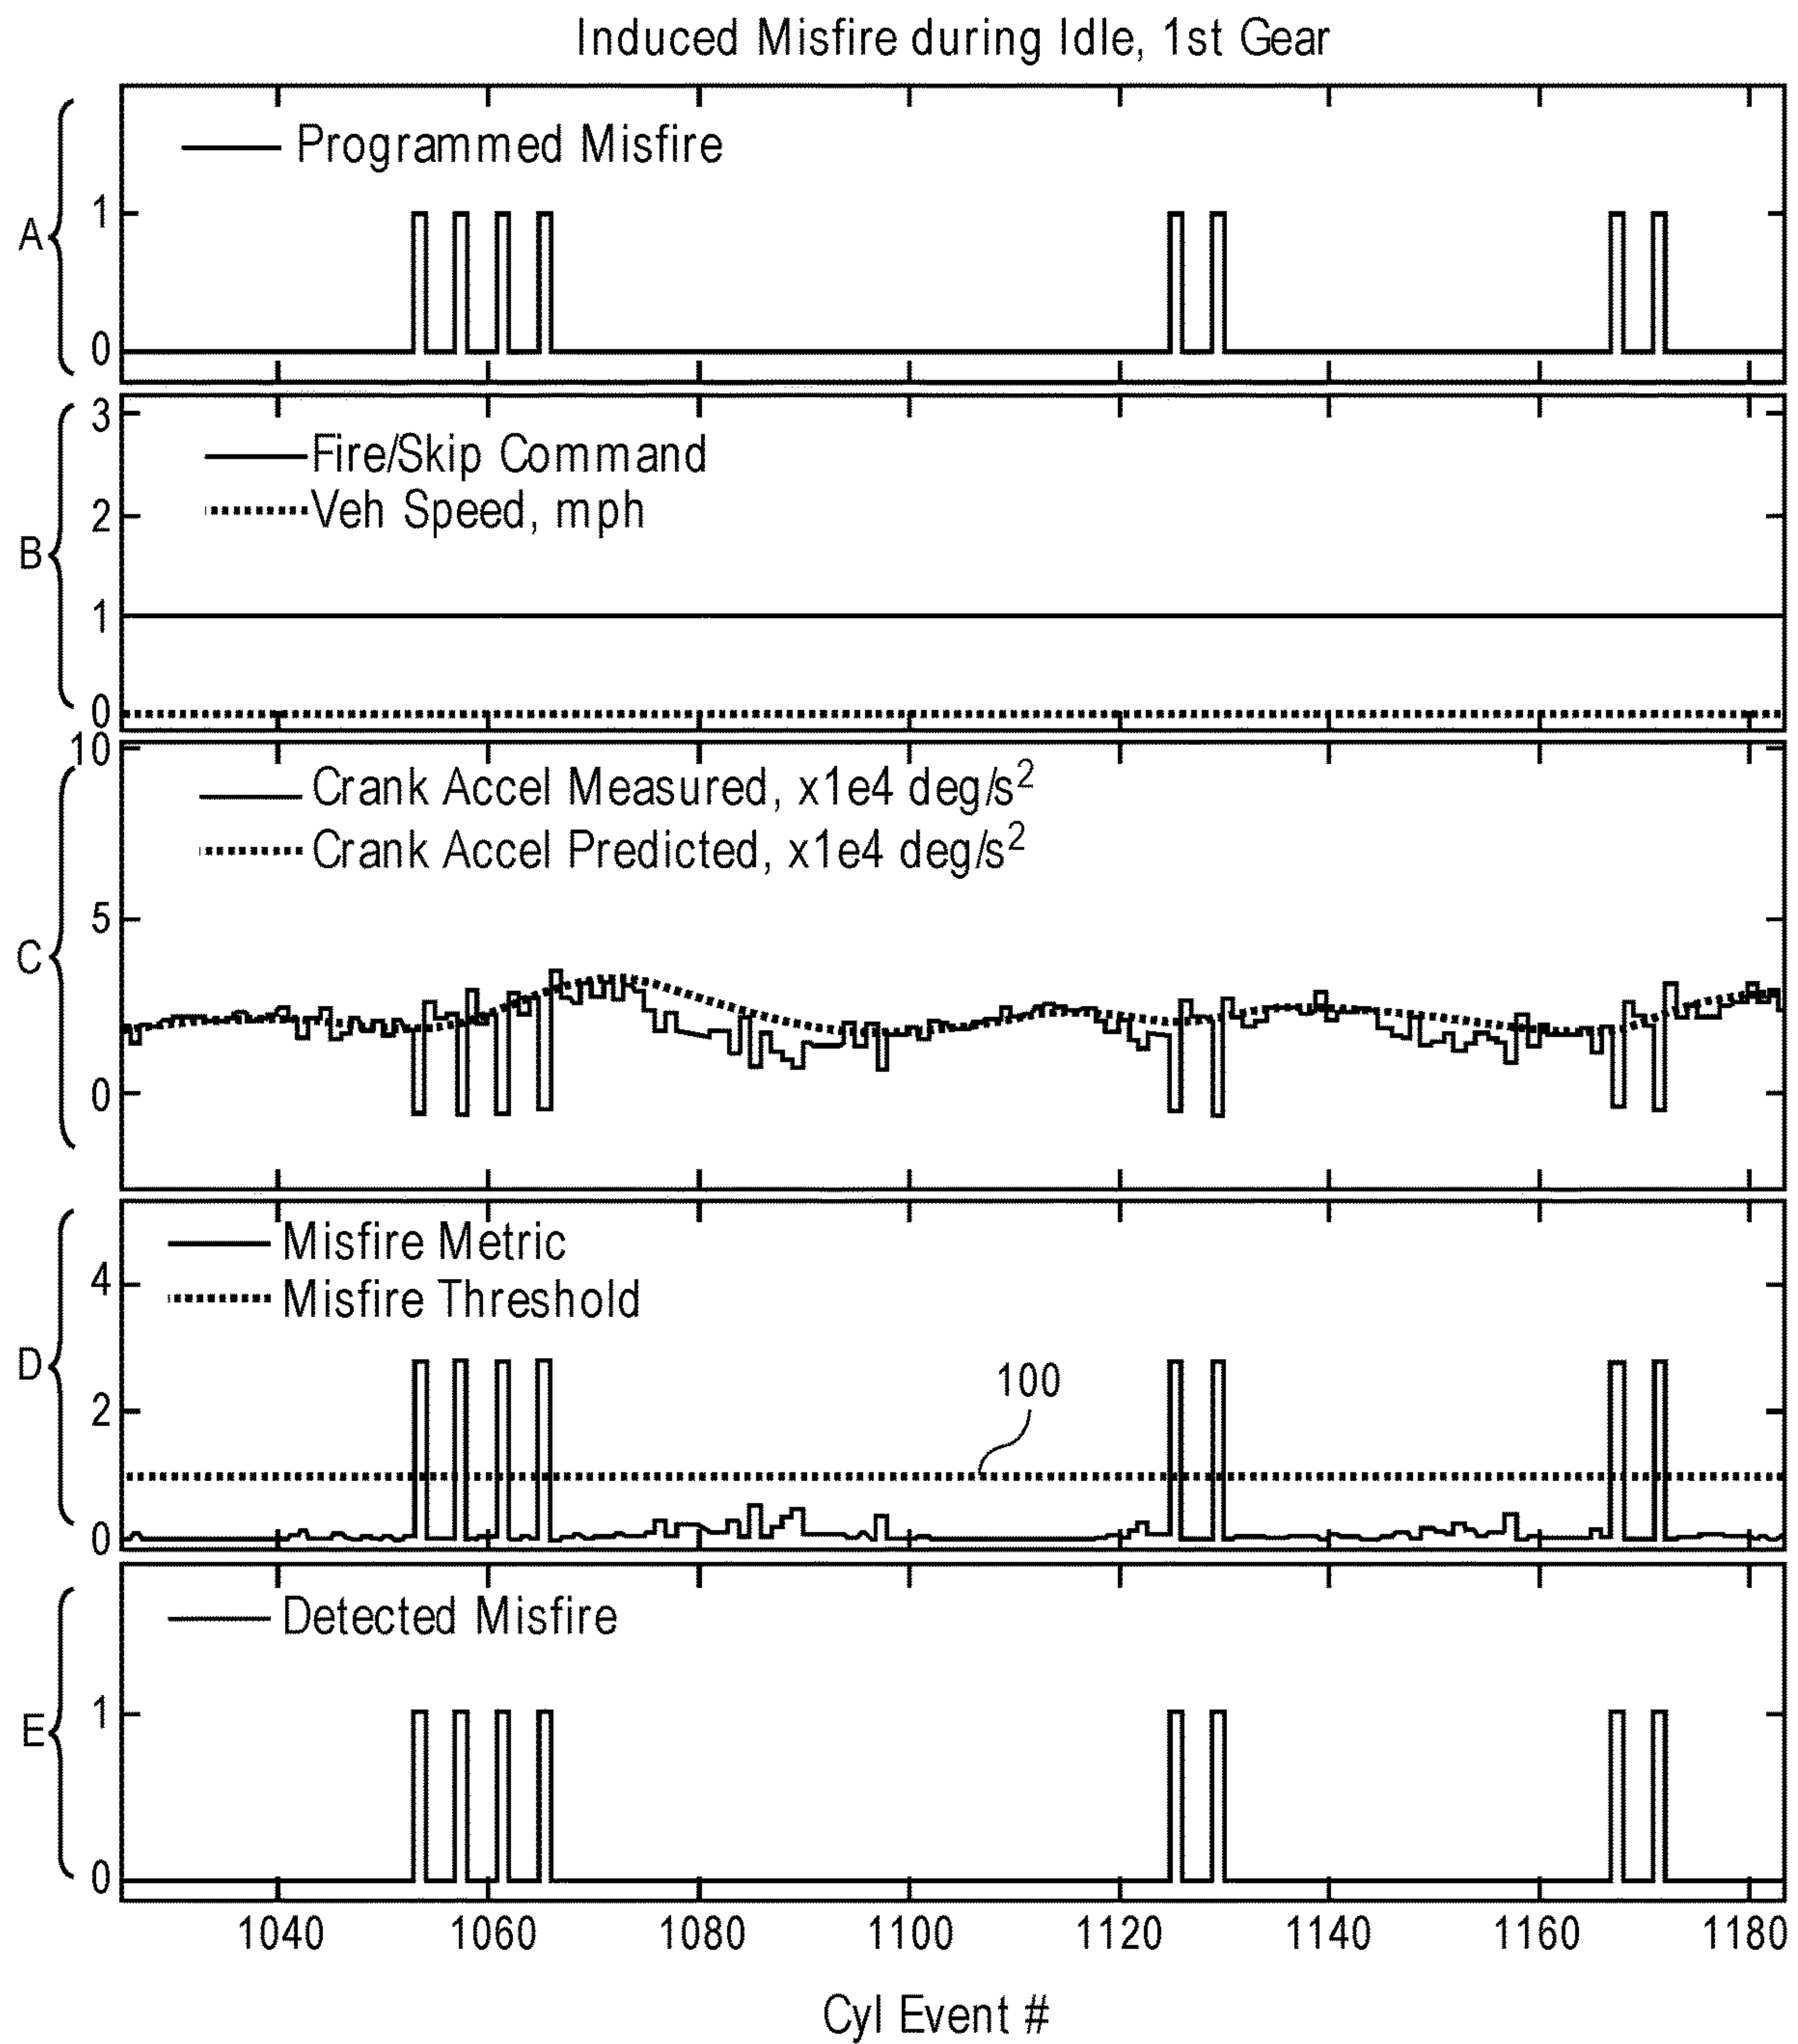 Induced Misfire during Idle, 1st Gear
A
Programmed Misfire
1
0
B
3
Fire/Skip Command
Veh Speed, mph
2
1
0
C
10
Crank Accel Measured, x1e4 deg/s²
Crank Accel Predicted, x1e4 deg/s²
5
0
D
Misfire Metric
Misfire Threshold
4
100
2
0
E
Detected Misfire
1
0
1040 1060 1080 1100 1120 1140 1160 1180
Cyl Event #